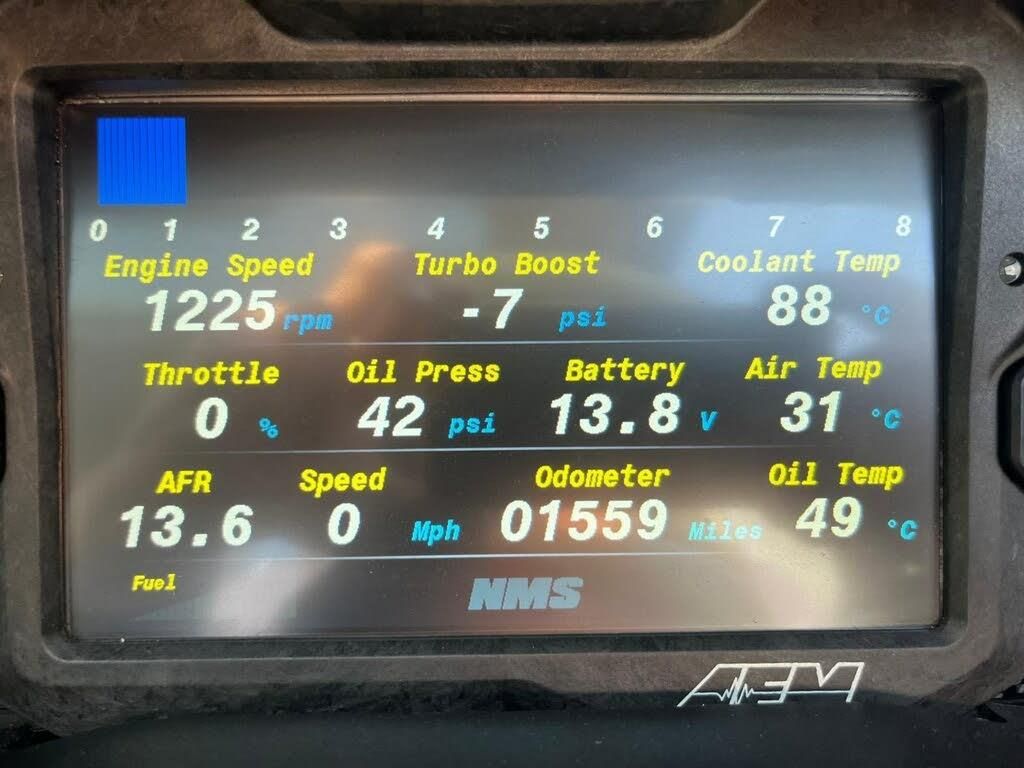 0 1 2 3 4 5 6 7 8
Engine Speed Turbo Boost Coolant Temp
1225 rpm -7 psi 88 °C
Throttle Oil Press Battery Air Temp
0 % 42 psi 13.8 V 31 °C
AFR Speed Odometer Oil Temp
13.6 0 Mph 01559 Miles 49 °C
Fuel NMS
AEM